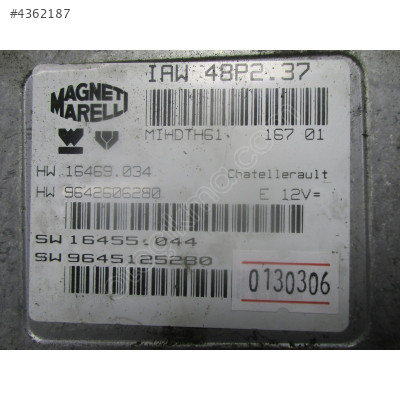 #4362187
IAW 48P2.37
MAGNETI
MARELLI
MIHDTH61 167 01
HW 16469.034 Chatellerault
HW 9642606280 E 12V=
SW 16455.044
SW 9645125280
0130306